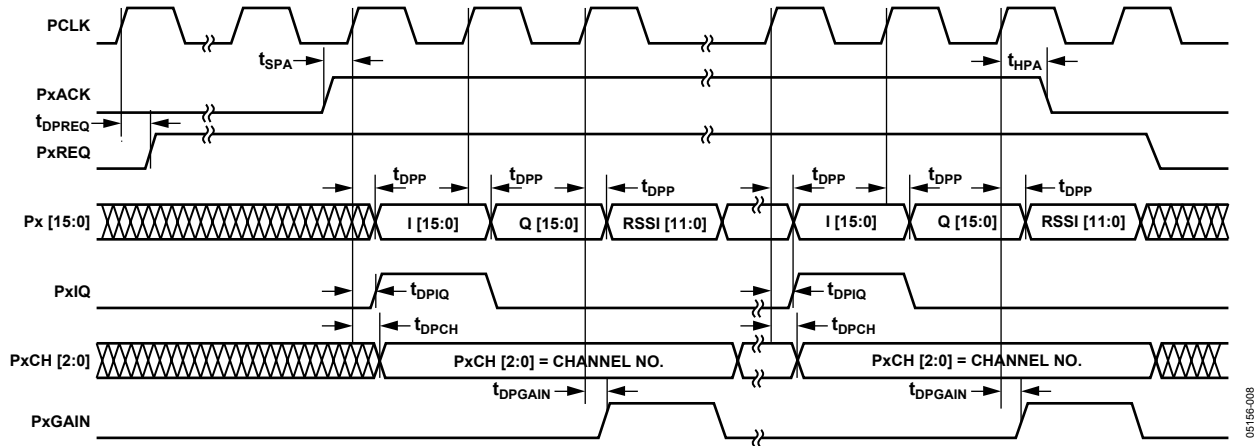 PCLK
tSPA
tHPA
PxACK
tDPREQ
PxREQ
tDPP tDPP tDPP tDPP tDPP tDPP
Px [15:0] I [15:0] Q [15:0] RSSI [11:0] I [15:0] Q [15:0] RSSI [11:0]
PxIQ tDPIQ tDPIQ
tDPCH tDPCH
PxCH [2:0] PxCH [2:0] = CHANNEL NO. PxCH [2:0] = CHANNEL NO.
tDPGAIN tDPGAIN
PxGAIN
05156-008